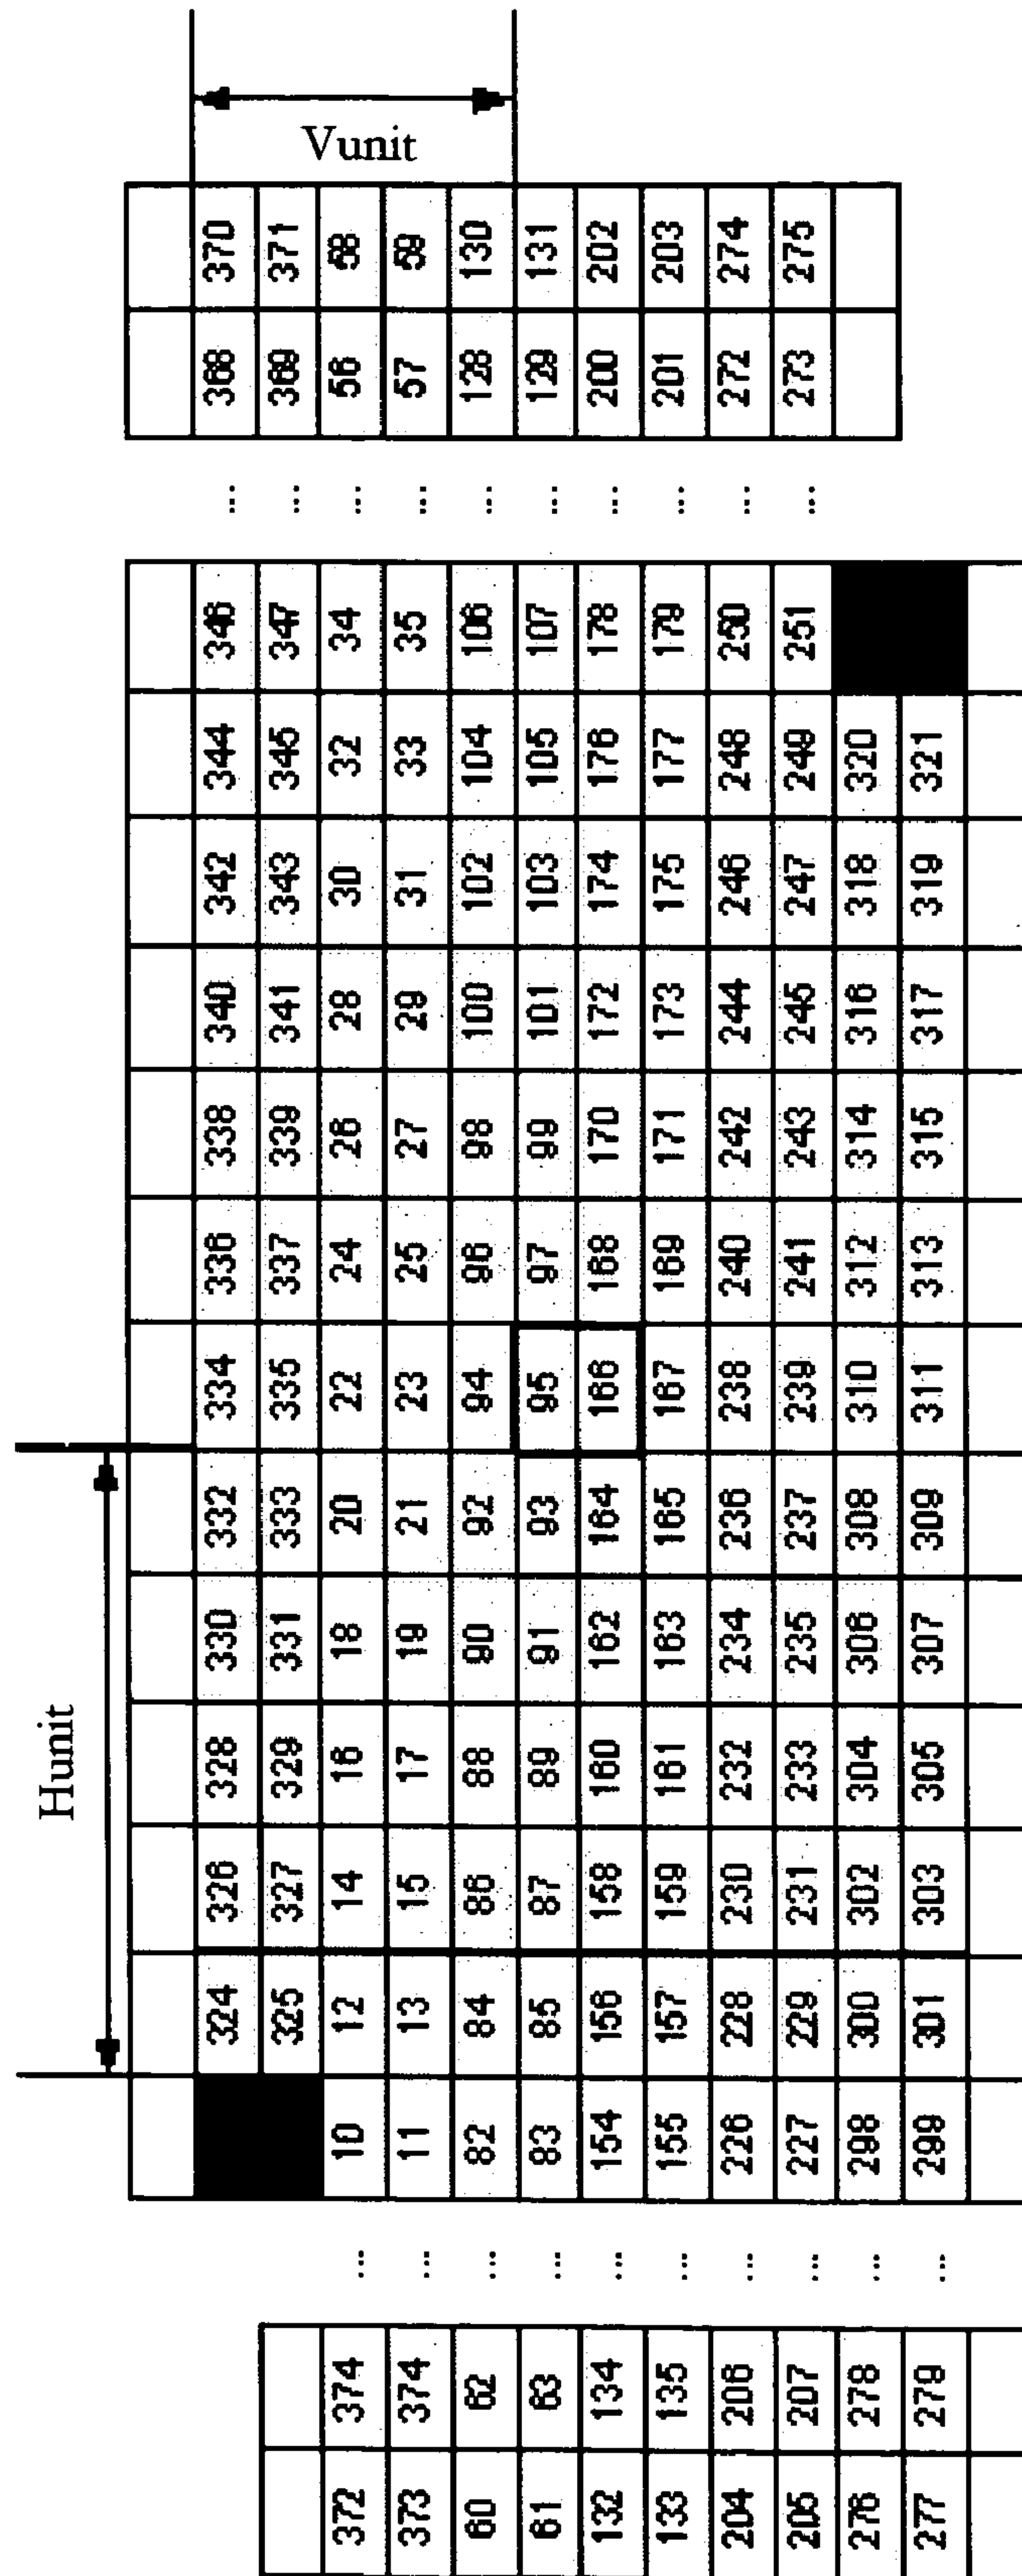 Hunit
324 326 328 330 332 334 336 338 340 342 344 346 ... 368 370
325 327 329 331 333 335 337 339 341 343 345 347 ... 369 371
372 374 ... 10 12 14 16 18 20 22 24 26 28 30 32 34 ... 56 58
373 374 ... 11 13 15 17 19 21 23 25 27 29 31 33 35 ... 57 59
Vunit
60 62 ... 82 84 86 88 90 92 94 96 98 100 102 104 106 ... 128 130
61 63 ... 83 85 87 89 91 93 95 97 99 101 103 105 107 ... 129 131
132 134 ... 154 156 158 160 162 164 166 168 170 172 174 176 178 ... 200 202
133 135 ... 155 157 159 161 163 165 167 169 171 173 175 177 179 ... 201 203
204 206 ... 226 228 230 232 234 236 238 240 242 244 246 248 250 ... 272 274
205 207 ... 227 229 231 233 235 237 239 241 243 245 247 249 251 ... 273 275
276 278 ... 298 300 302 304 306 308 310 312 314 316 318 320
277 279 ... 299 301 303 305 307 309 311 313 315 317 319 321